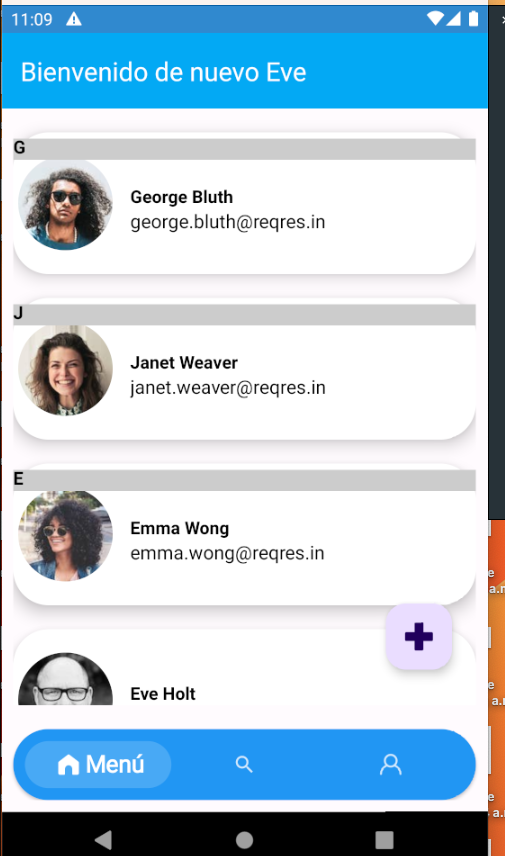 11:09
Bienvenido de nuevo Eve
G
George Bluth
george.bluth@reqres.in
J
Janet Weaver
janet.weaver@reqres.in
E
Emma Wong
emma.wong@reqres.in
Eve Holt
Menú
e
a.m
e
a.m
e
a.m